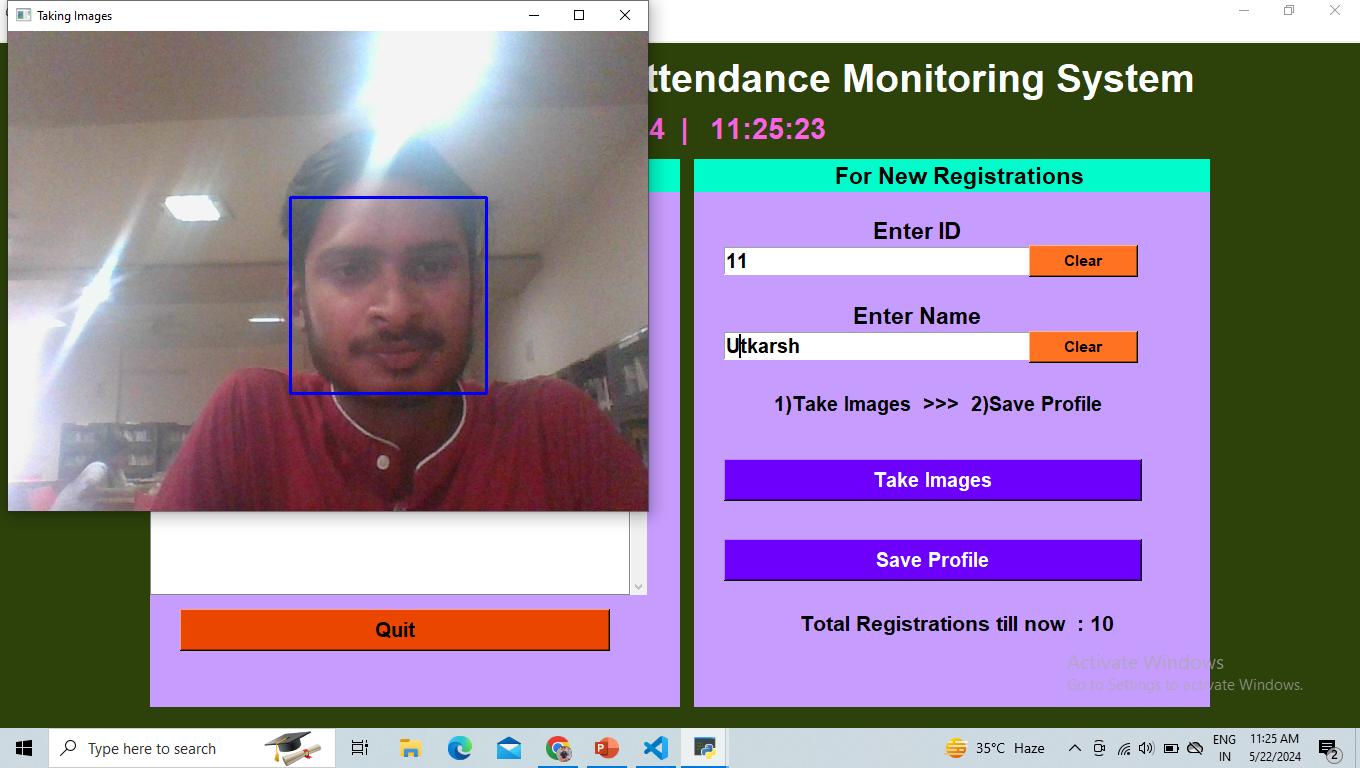 Taking Images
ttendance Monitoring System
4 | 11:25:23
For New Registrations
Enter ID
11
Clear
Enter Name
Utkarsh
Clear
1)Take Images >>> 2)Save Profile
Take Images
Save Profile
Quit
Total Registrations till now : 10
Activate Windows
Go to Settings to activate Windows.
Type here to search
35°C Haze
ENG
IN
11:25 AM
5/22/2024
2